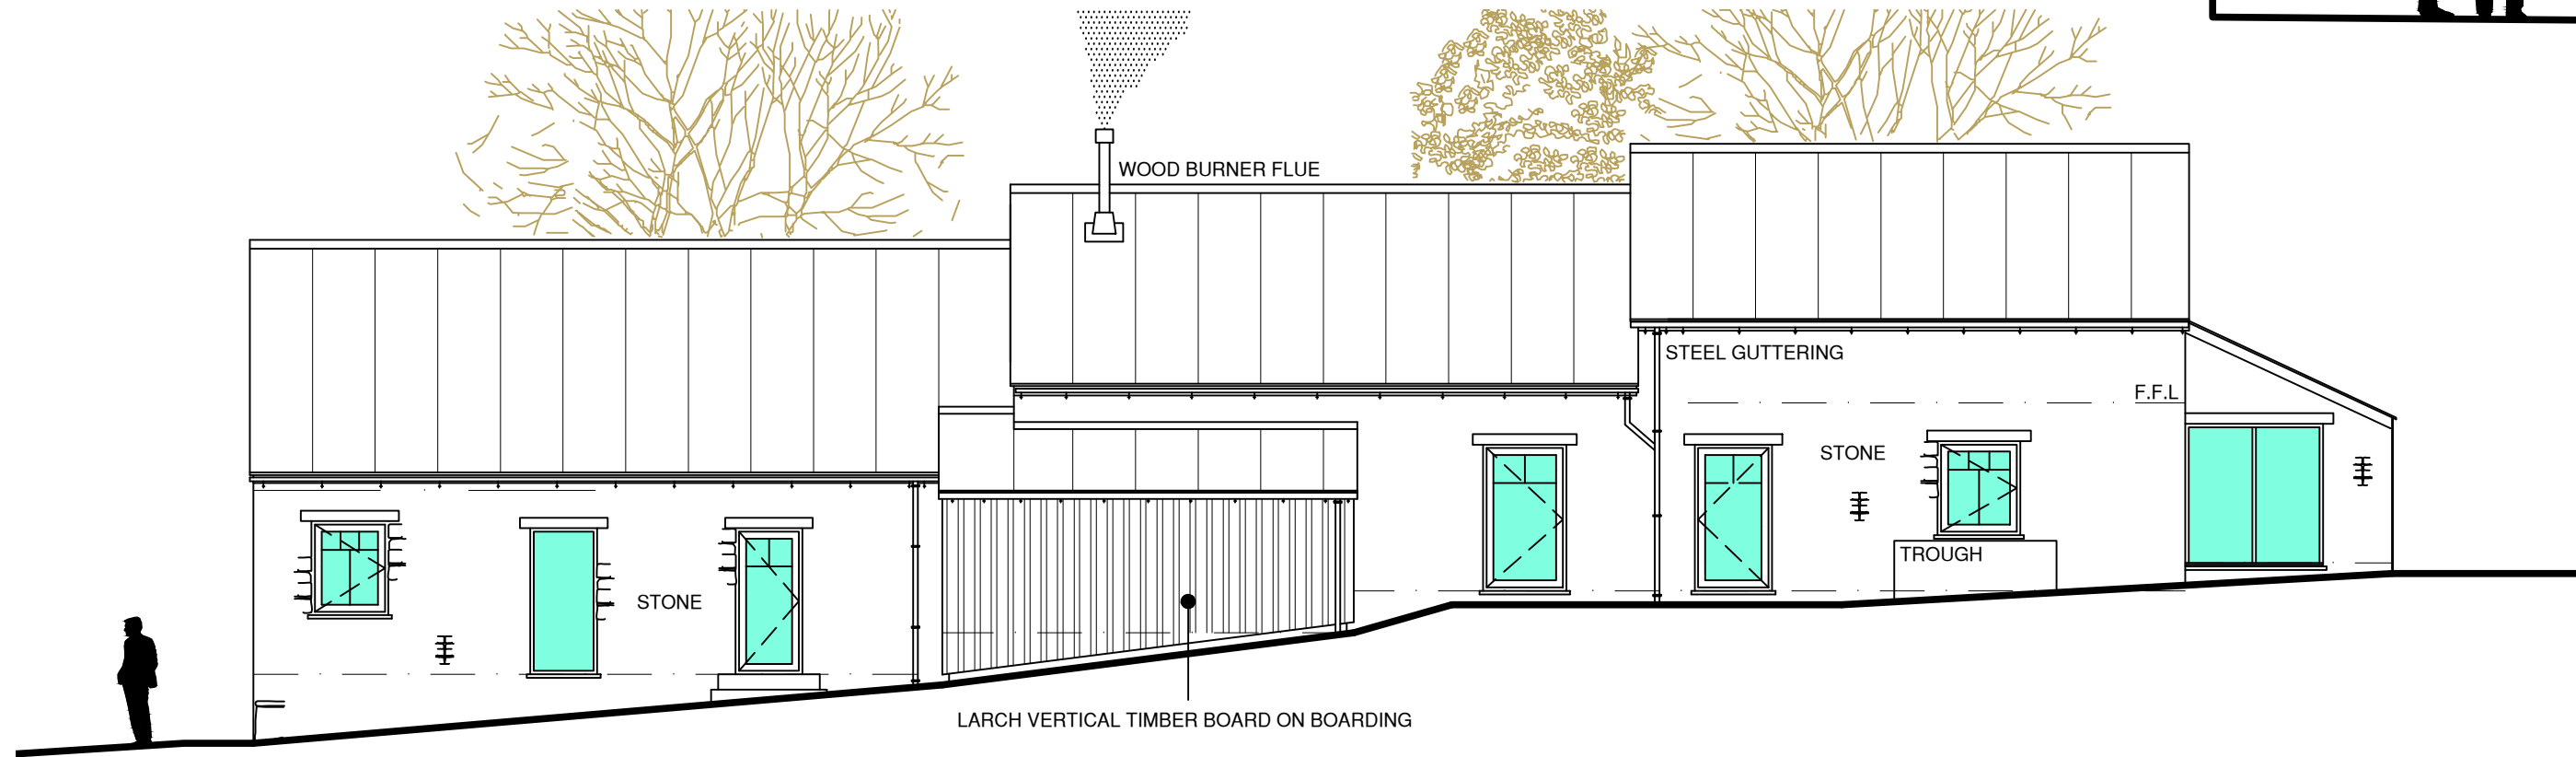 WOOD BURNER FLUE
STEEL GUTTERING
F.F.L
STONE
TROUGH
STONE
LARCH VERTICAL TIMBER BOARD ON BOARDING